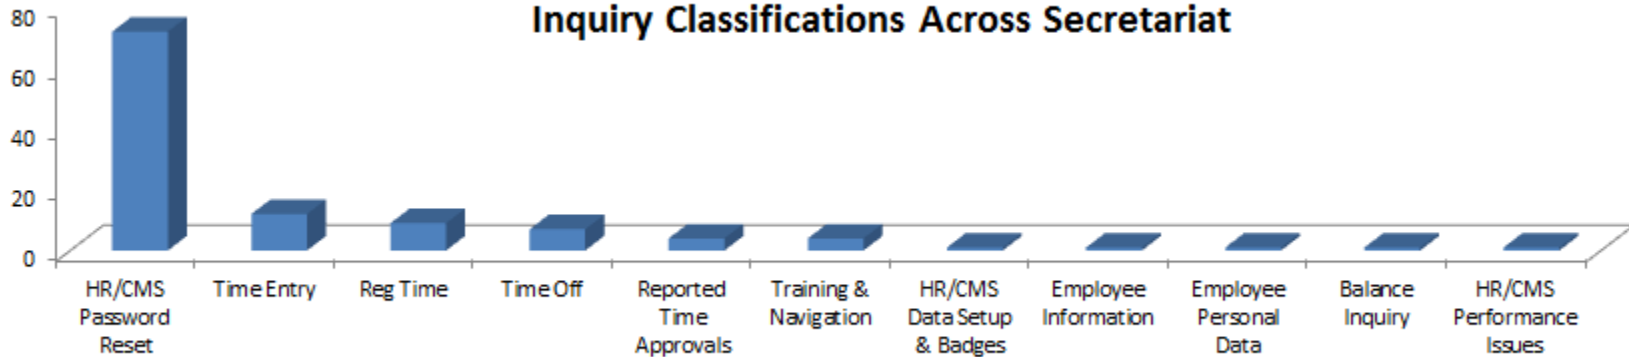 Inquiry Classifications Across Secretariat
80
60
40
20
0
HR/CMS
Password
Reset
Time Entry
Reg Time
Time Off
Reported
Time
Approvals
Training &
Navigation
HR/CMS
Data Setup
& Badges
Employee
Information
Employee
Personal
Data
Balance
Inquiry
HR/CMS
Performance
Issues